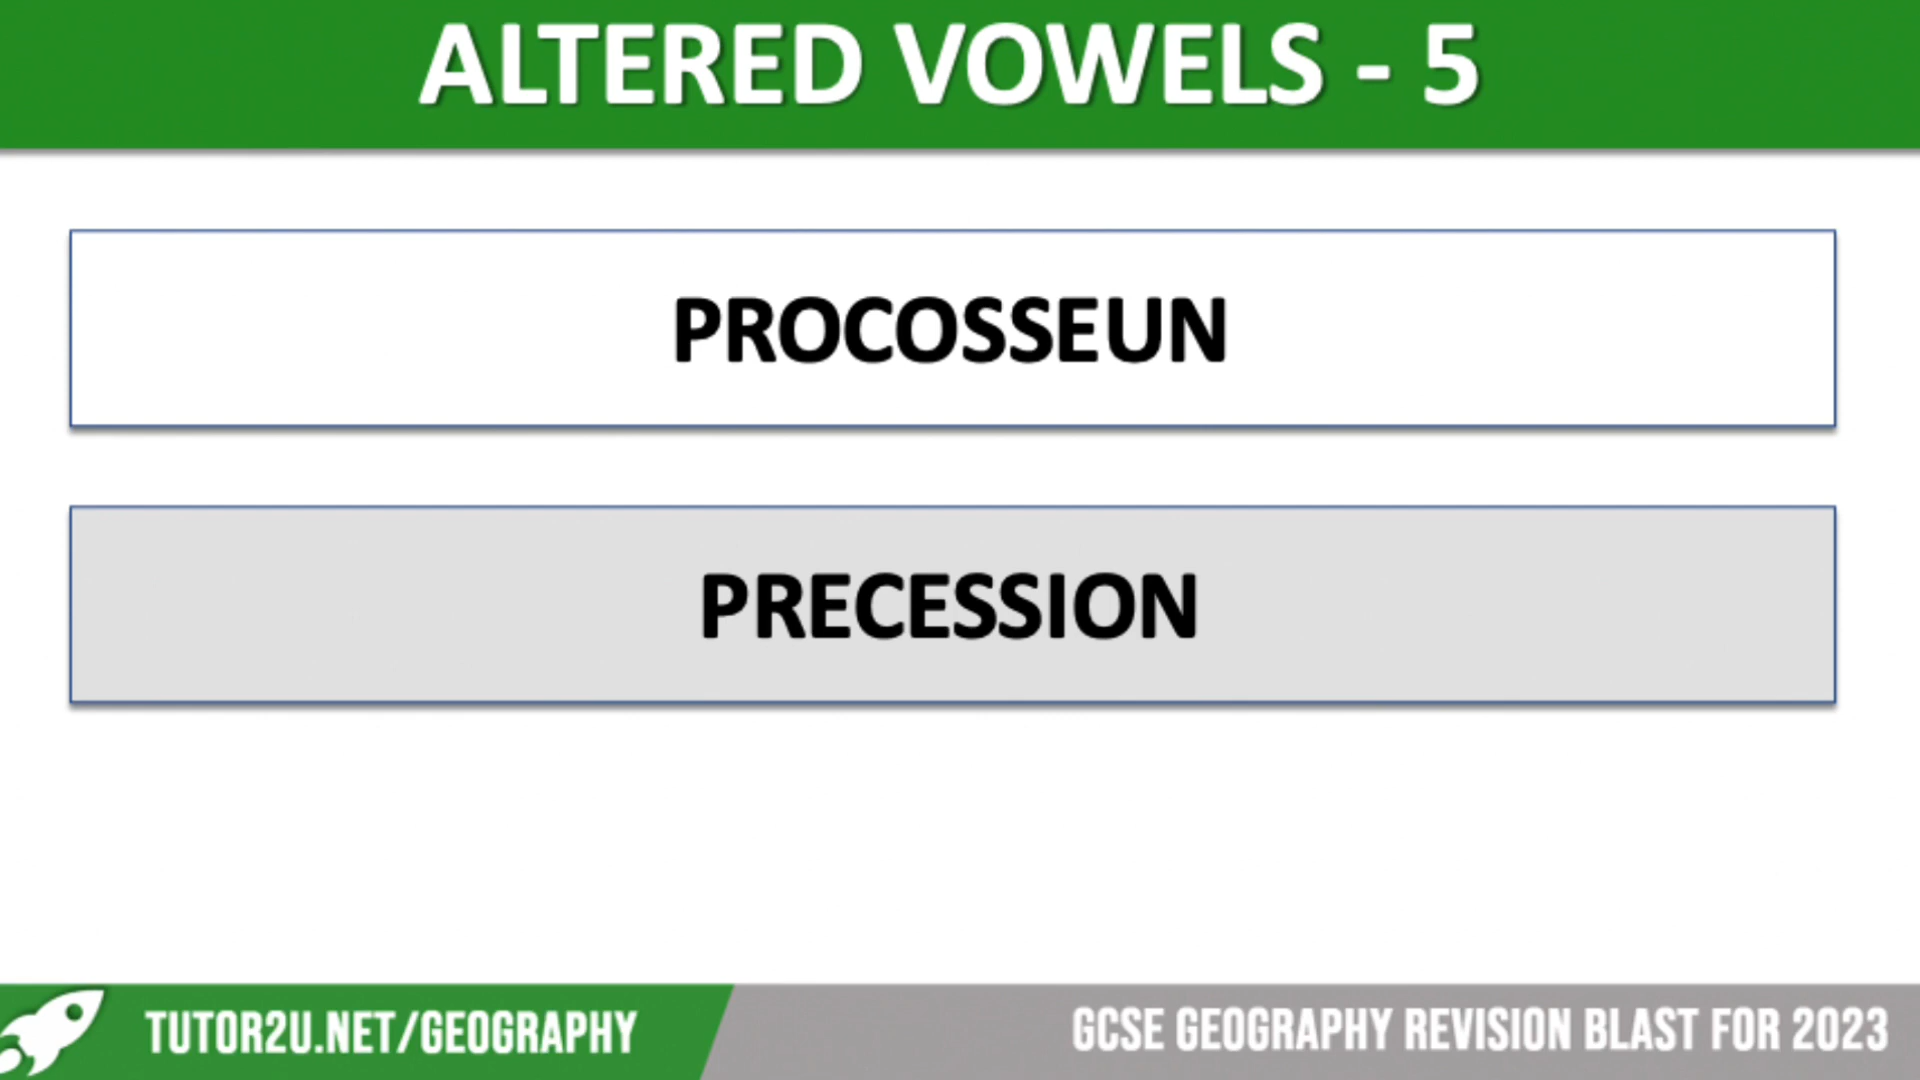 ALTERED VOWELS - 5
PROCOSSEUN
PRECESSION
TUTOR2U.NET/GEOGRAPHY
GCSE GEOGRAPHY REVISION BLAST FOR 2023